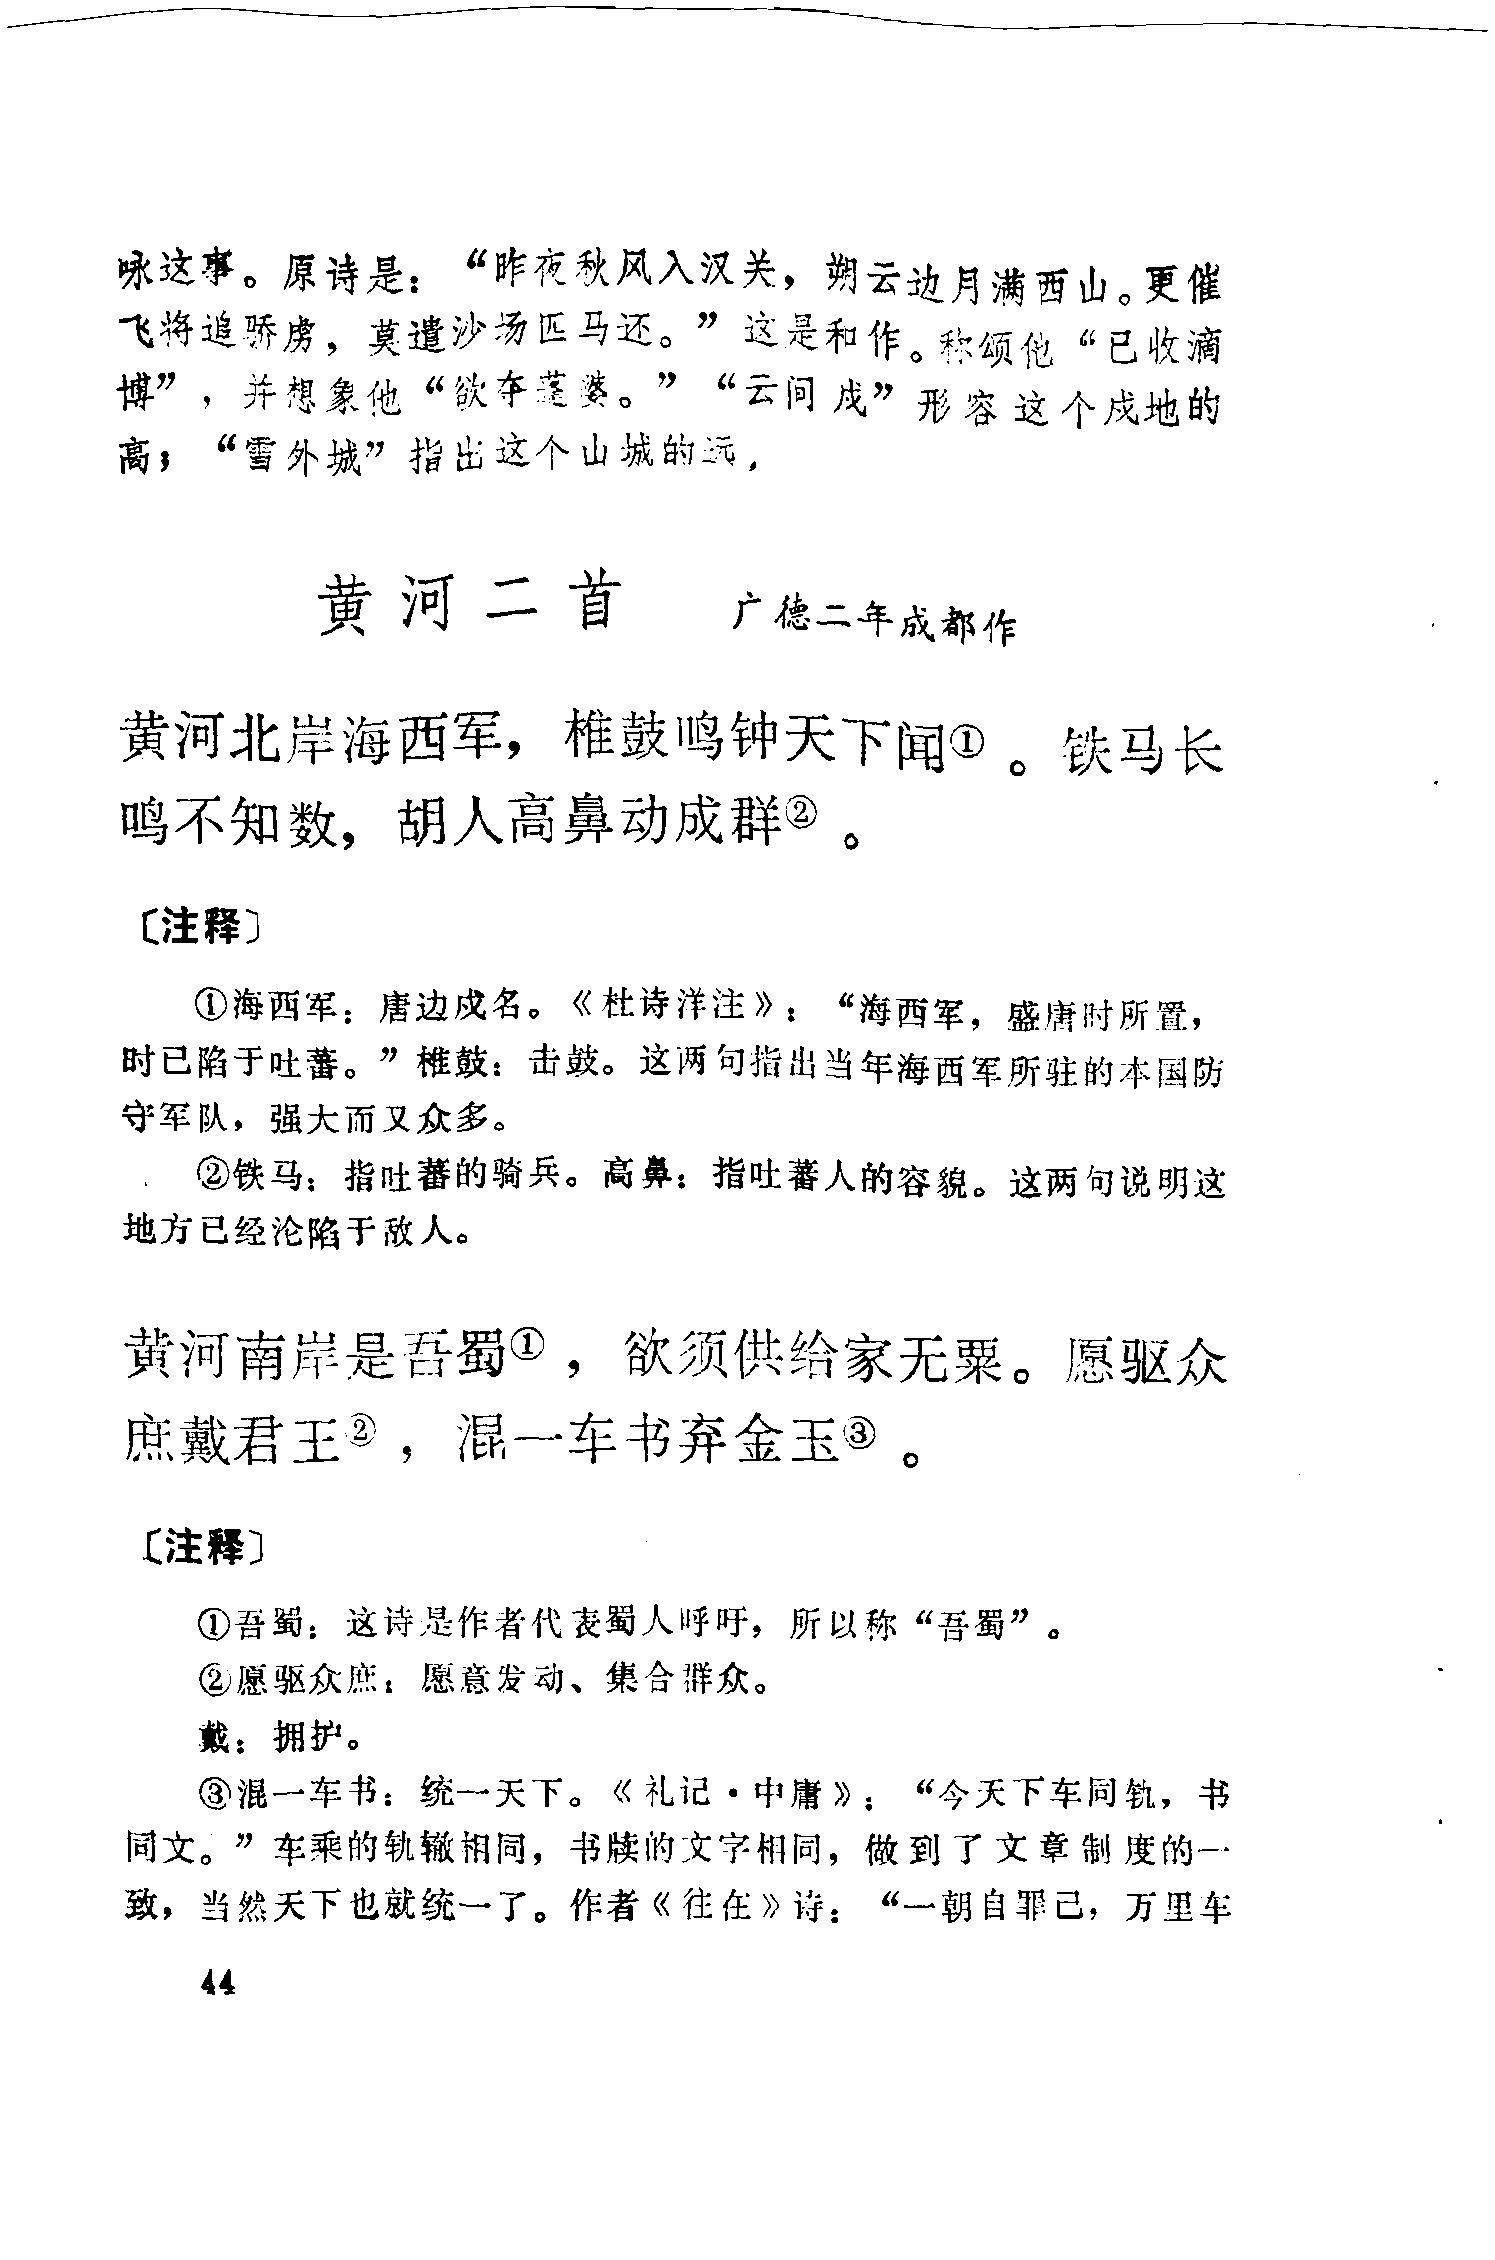 咏这事。原诗是：“昨夜秋风入汉关，朔云边月满西山。更催
飞将追骄虏，莫遣沙场匹马还。”这是和作。称颂他“已收滴
博”，并想象他“欲夺蓬婆。”“云间戍”形容这个戍地的
高；“雪外城”指出这个山城的远，
黄河二首 广德二年成都作
黄河北岸海西军，椎鼓鸣钟天下闻①。铁马长
鸣不知数，胡人高鼻动成群②。
〔注释〕
①海西军：唐边戍名。《杜诗洋注》：“海西军，盛唐时所置，
时已陷于吐蕃。”椎鼓：击鼓。这两句指出当年海西军所驻的本国防
守军队，强大而又众多。
②铁马：指吐蕃的骑兵。高鼻：指吐蕃人的容貌。这两句说明这
地方已经沦陷于敌人。
黄河南岸是吾蜀①，欲须供给家无粟。愿驱众
庶戴君王②，混一车书弃金玉③。
〔注释〕
①吾蜀：这诗是作者代表蜀人呼吁，所以称“吾蜀”。
②愿驱众庶：愿意发动、集合群众。
戴：拥护。
③混一车书：统一天下。《礼记·中庸》：“今天下车同轨，书
同文。”车乘的轨辙相同，书牍的文字相同，做到了文章制度的一
致，当然天下也就统一了。作者《往在》诗：“一朝自罪己，万里车
44